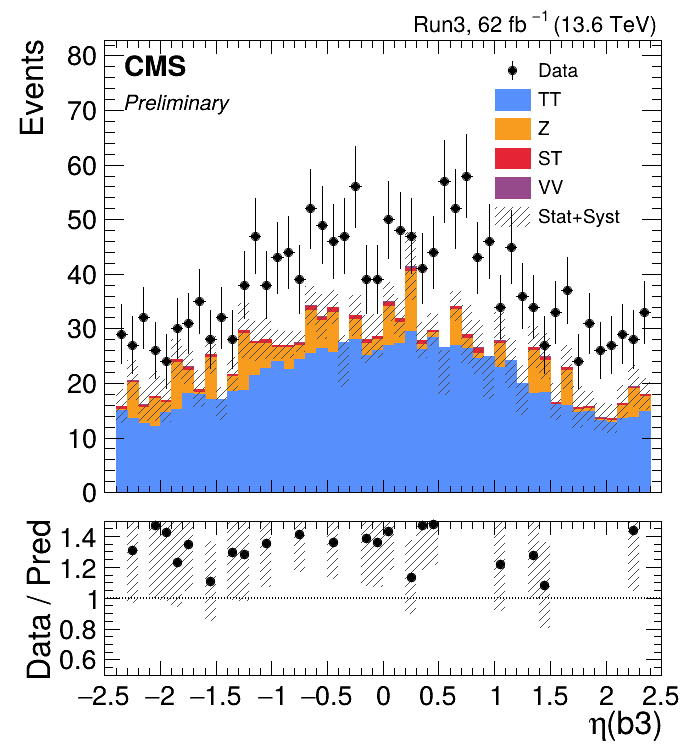 Run3, 62 fb⁻¹ (13.6 TeV)
CMS
Preliminary
Events
80
70
60
50
40
30
20
10
0
Data
TT
Z
ST
VV
Stat+Syst
Data / Pred
1.4
1.2
1
0.8
0.6
−2.5 −2 −1.5 −1 −0.5 0 0.5 1 1.5 2 2.5
η(b3)